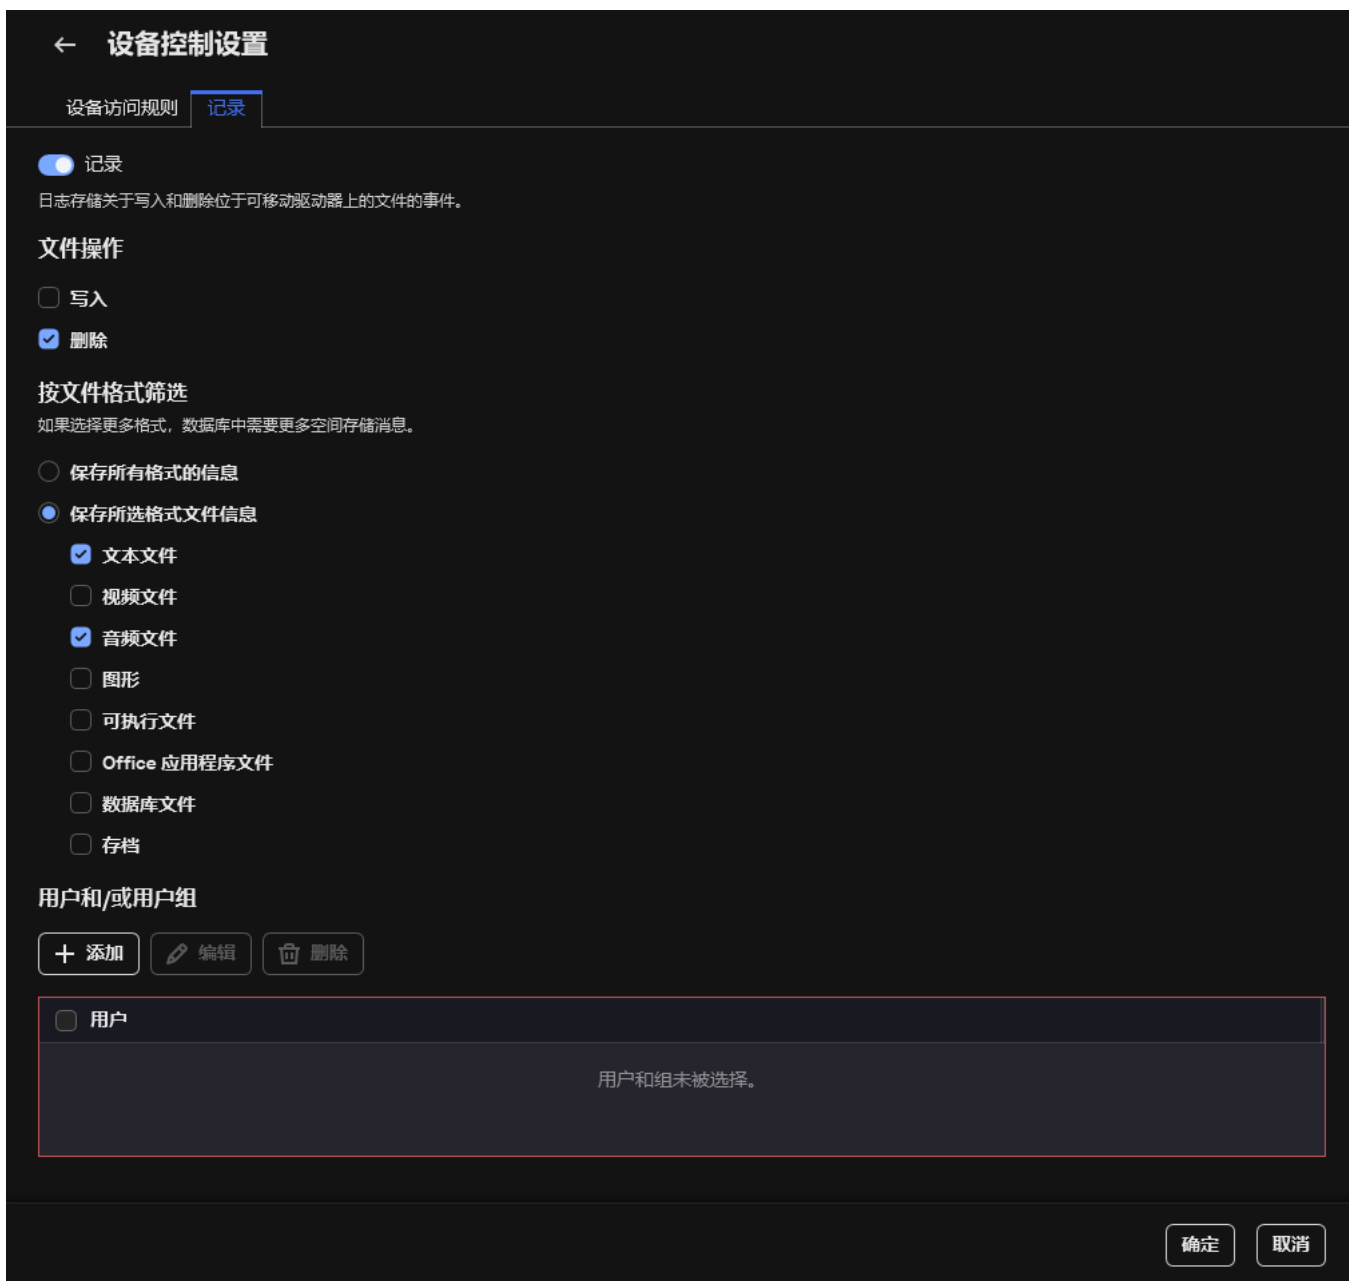 设备控制设置
设备访问规则 记录
记录
日志存储关于写入和删除位于可移动驱动器上的文件的事件。
文件操作
写入
删除
按文件格式筛选
如果选择更多格式，数据库中需要更多空间存储消息。
保存所有格式的信息
保存所选格式文件信息
文本文件
视频文件
音频文件
图形
可执行文件
Office 应用程序文件
数据库文件
存档
用户和/或用户组
添加 编辑 删除
用户
用户和组未被选择。
确定 取消